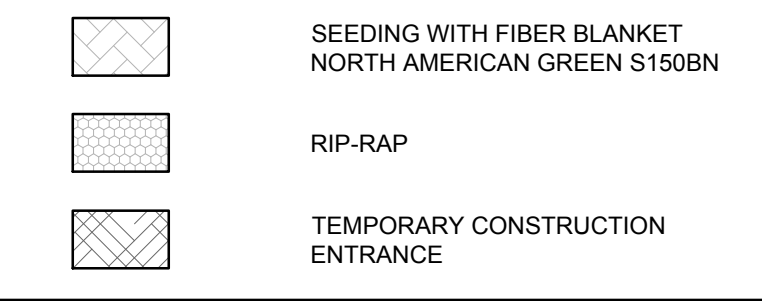 SEEDING WITH FIBER BLANKET
NORTH AMERICAN GREEN S150BN
RIP-RAP
TEMPORARY CONSTRUCTION
ENTRANCE